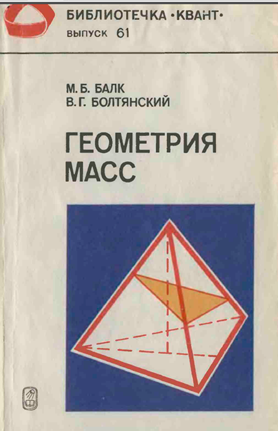 БИБЛИОТЕЧКА •КВАНТ•
ВЫПУСК 61
М. Б. БАЛК
В. Г. БОЛТЯНСКИЙ
ГЕОМЕТРИЯ
МАСС